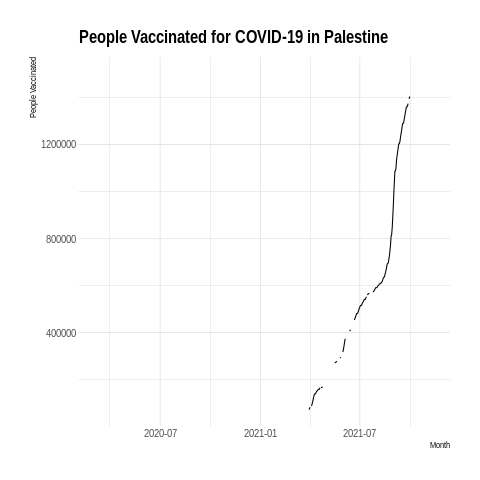 People Vaccinated for COVID-19 in Palestine
People Vaccinated
1200000
800000
400000
2020-07
2021-01
2021-07
Month